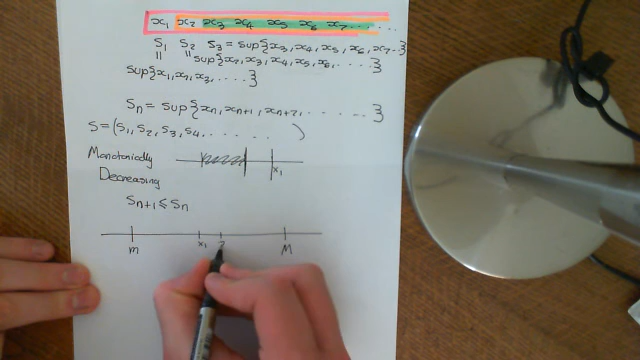 x₁ x₂ x₃ x₄ x₅ x₆ x₇ . . . .
S₁ S₂ S₃ = sup{x₃, x₄, x₅, x₆, x₇ . .}
= = sup{x₂, x₃, x₄, x₅, x₆, . . . .}
sup{x₁, x₂, x₃, . . . . }
Sₙ = sup{xₙ, xₙ₊₁, xₙ₊₂, . . . . . . }
S = (S₁, S₂, S₃, S₄, . . . . . . )
Monotonically
x₁
Decreasing
Sₙ₊₁ ≤ Sₙ
m x₁ M